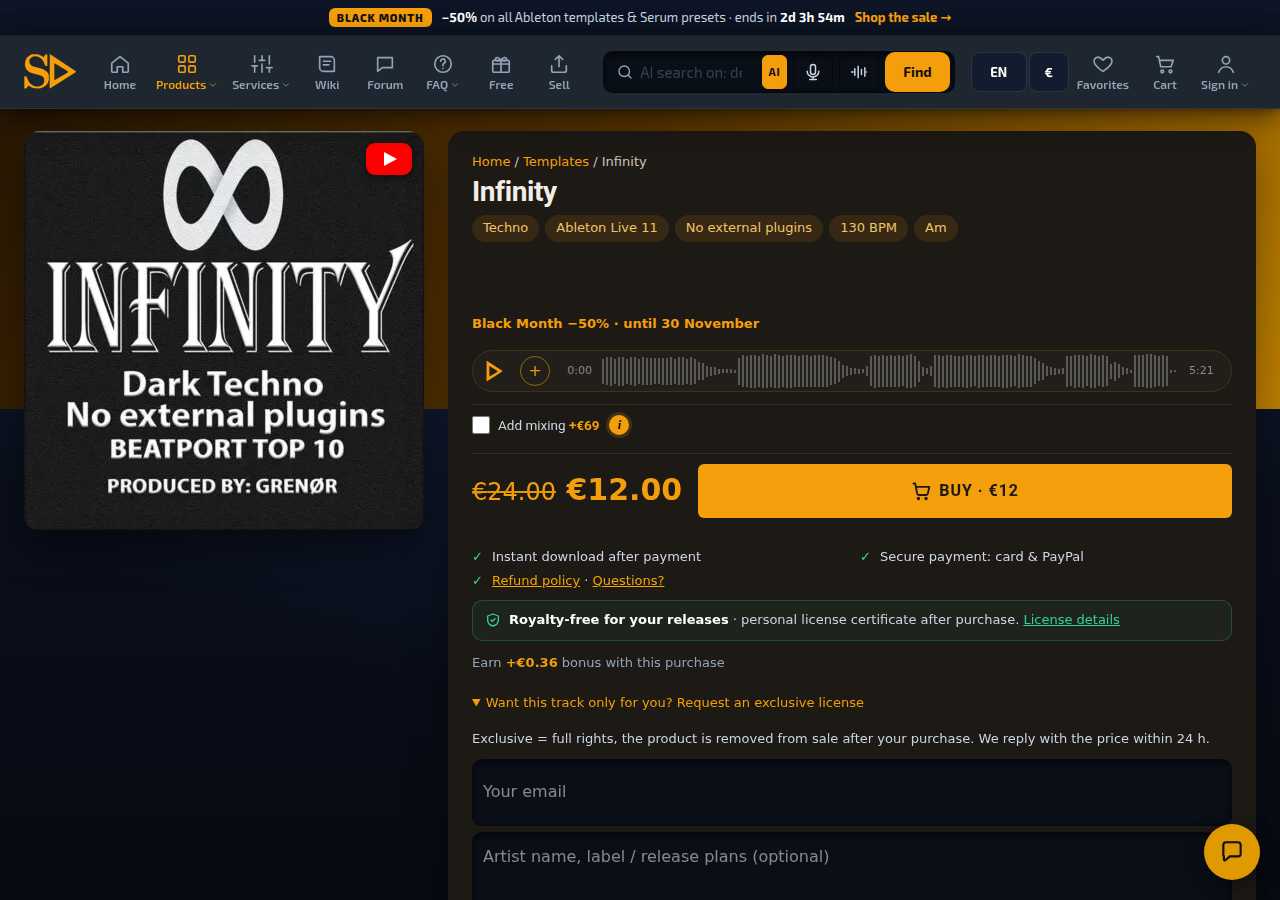 BLACK MONTH −50% on all Ableton templates & Serum presets · ends in 2d 3h 54m Shop the sale →
Home Products Services Wiki Forum FAQ Free Sell
AI search on: dr AI Find EN € Favorites Cart Sign in
INFINITY
Dark Techno
No external plugins
BEATPORT TOP 10
PRODUCED BY: GRENØR
Home / Templates / Infinity
Infinity
Techno Ableton Live 11 No external plugins 130 BPM Am
Black Month −50% · until 30 November
0:00 5:21
Add mixing +€69 i
€24.00 €12.00 BUY · €12
✓ Instant download after payment ✓ Secure payment: card & PayPal
✓ Refund policy · Questions?
Royalty-free for your releases · personal license certificate after purchase. License details
Earn +€0.36 bonus with this purchase
▼ Want this track only for you? Request an exclusive license
Exclusive = full rights, the product is removed from sale after your purchase. We reply with the price within 24 h.
Your email
Artist name, label / release plans (optional)